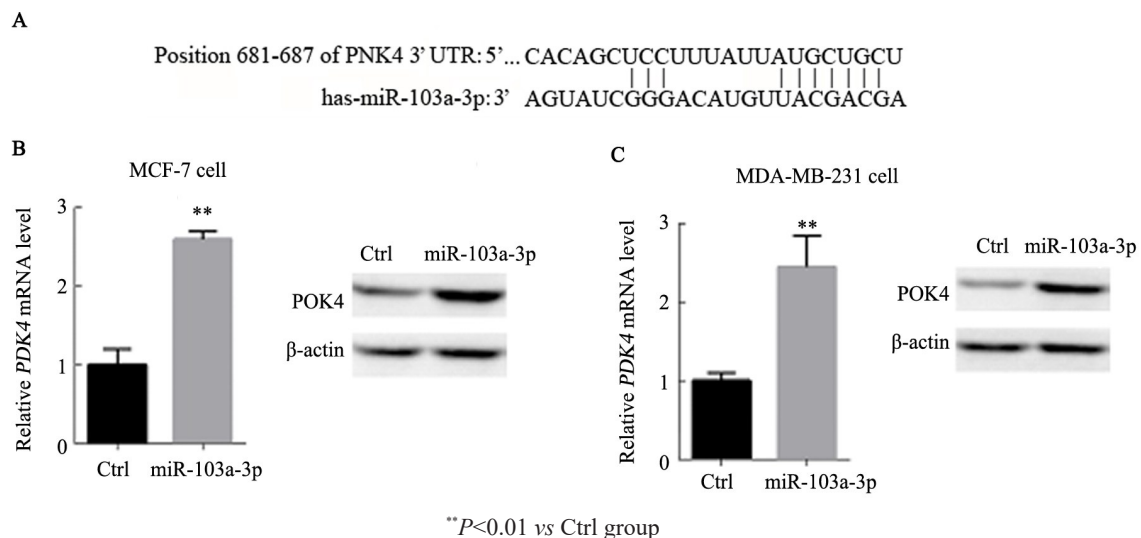 A
Position 681-687 of PNK4 3’ UTR: 5’... CACAGCUCCUUUAUUAUGCUGCU
has-miR-103a-3p: 3’ AGUAUCGGGACAUGUUACGACGA
B
MCF-7 cell
Relative PDK4 mRNA level
3
2
1
0
**
Ctrl miR-103a-3p
Ctrl miR-103a-3p
POK4
β-actin
C
MDA-MB-231 cell
Relative PDK4 mRNA level
3
2
1
0
**
Ctrl miR-103a-3p
Ctrl miR-103a-3p
POK4
β-actin
**P<0.01 vs Ctrl group